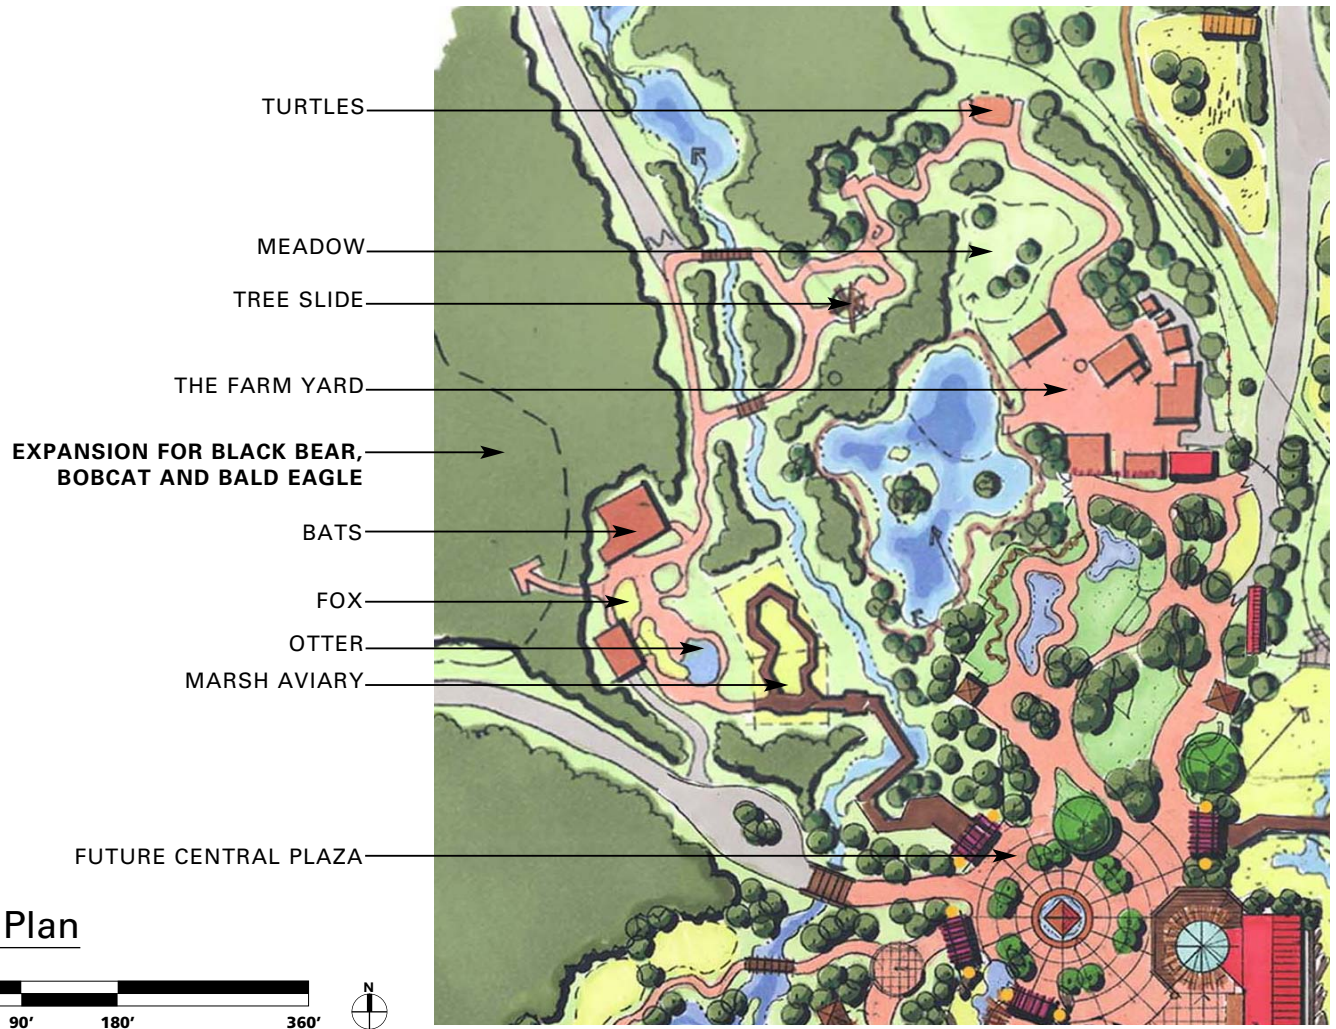 TURTLES
MEADOW
TREE SLIDE
THE FARM YARD
EXPANSION FOR BLACK BEAR,
BOBCAT AND BALD EAGLE
BATS
FOX
OTTER
MARSH AVIARY
FUTURE CENTRAL PLAZA
Plan
N
90’ 180’ 360’